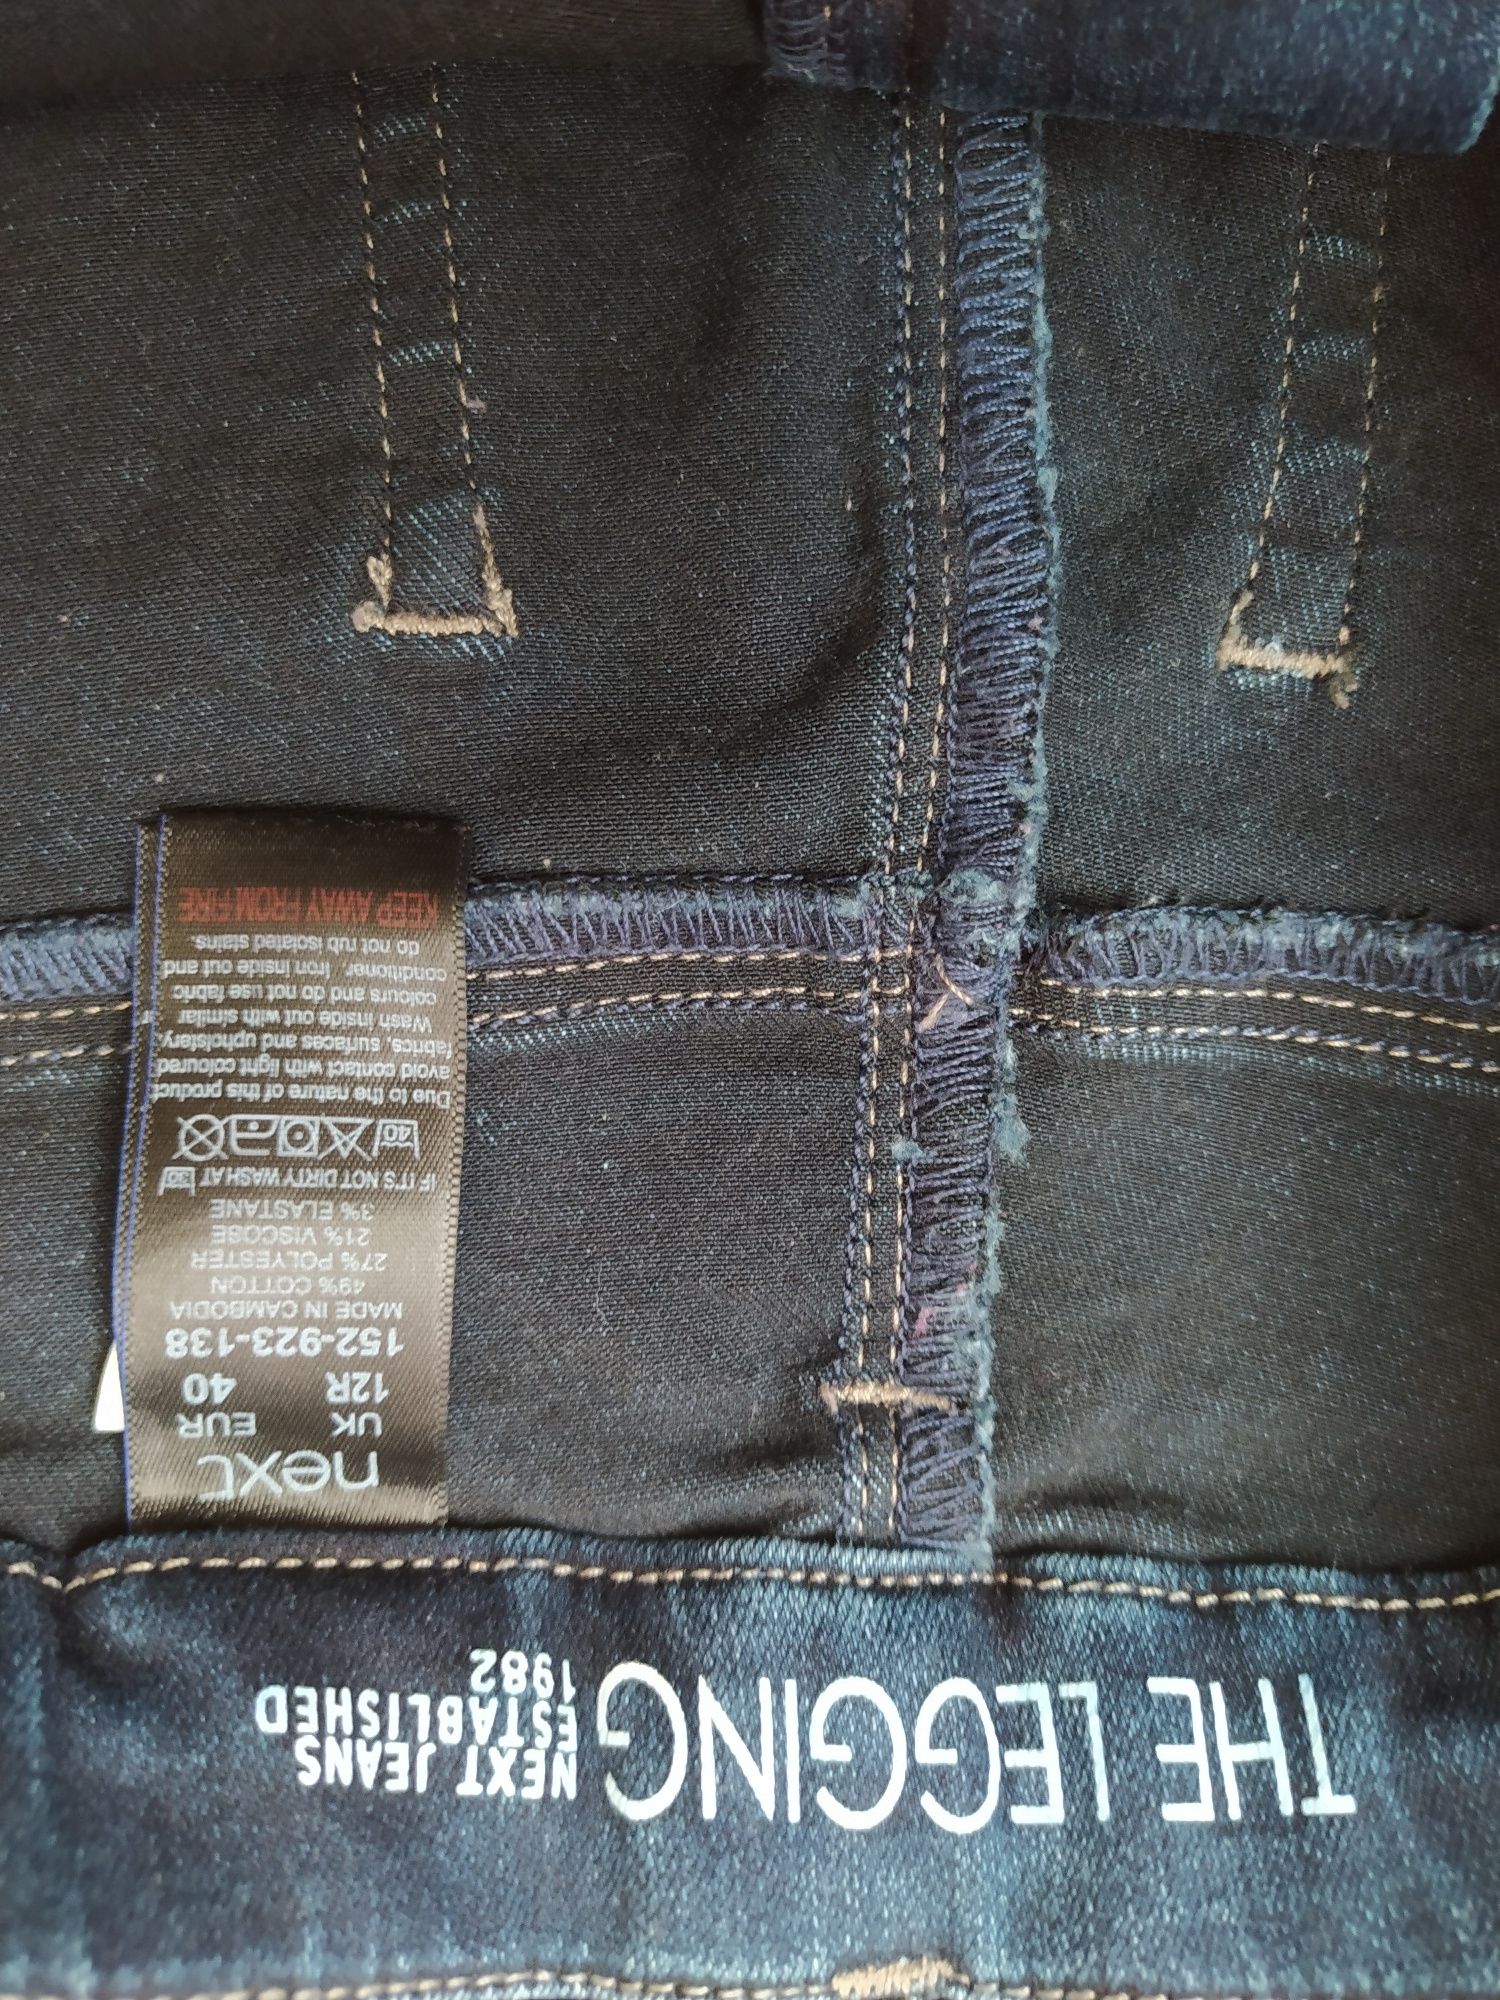 THE LEGGING
NEXT JEANS
ESTABLISHED
1982
next
UK EUR
12R 40
152-923-138
MADE IN CAMBODIA
49% COTTON
27% POLYESTER
21% VISCOSE
3% ELASTANE
IF IT'S NOT DIRTY WASH AT 30
40
Due to the nature of this product
avoid contact with light coloured
fabrics, surfaces and upholstery.
Wash inside out with similar
colours and do not use fabric
conditioner. Iron inside out and
do not rub isolated stains.
KEEP AWAY FROM FIRE